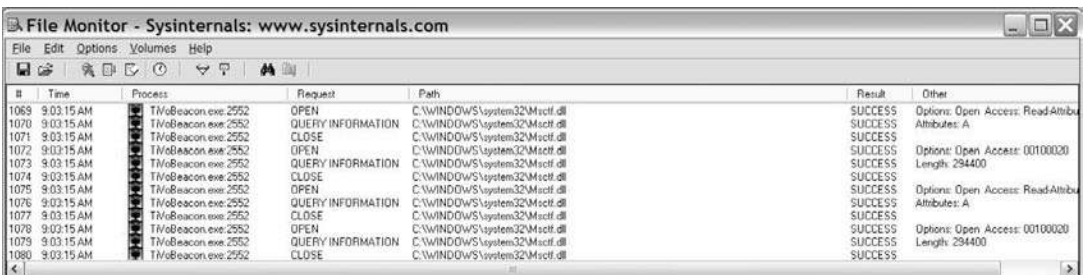 File Monitor - Sysinternals: www.sysinternals.com
File Edit Options Volumes Help
# Time Process Request Path Result Other
1069 9:03:15 AM TiVoBeacon.exe:2552 OPEN C:\WINDOWS\system32\Msctf.dll SUCCESS Options: Open Access: Read-Attribu
1070 9:03:15 AM TiVoBeacon.exe:2552 QUERY INFORMATION C:\WINDOWS\system32\Msctf.dll SUCCESS Attributes: A
1071 9:03:15 AM TiVoBeacon.exe:2552 CLOSE C:\WINDOWS\system32\Msctf.dll SUCCESS
1072 9:03:15 AM TiVoBeacon.exe:2552 OPEN C:\WINDOWS\system32\Msctf.dll SUCCESS Options: Open Access: 00100020
1073 9:03:15 AM TiVoBeacon.exe:2552 QUERY INFORMATION C:\WINDOWS\system32\Msctf.dll SUCCESS Length: 294400
1074 9:03:15 AM TiVoBeacon.exe:2552 CLOSE C:\WINDOWS\system32\Msctf.dll SUCCESS
1075 9:03:15 AM TiVoBeacon.exe:2552 OPEN C:\WINDOWS\system32\Msctf.dll SUCCESS Options: Open Access: Read-Attribu
1076 9:03:15 AM TiVoBeacon.exe:2552 QUERY INFORMATION C:\WINDOWS\system32\Msctf.dll SUCCESS Attributes: A
1077 9:03:15 AM TiVoBeacon.exe:2552 CLOSE C:\WINDOWS\system32\Msctf.dll SUCCESS
1078 9:03:15 AM TiVoBeacon.exe:2552 OPEN C:\WINDOWS\system32\Msctf.dll SUCCESS Options: Open Access: 00100020
1079 9:03:15 AM TiVoBeacon.exe:2552 QUERY INFORMATION C:\WINDOWS\system32\Msctf.dll SUCCESS Length: 294400
1080 9:03:15 AM TiVoBeacon.exe:2552 CLOSE C:\WINDOWS\system32\Msctf.dll SUCCESS